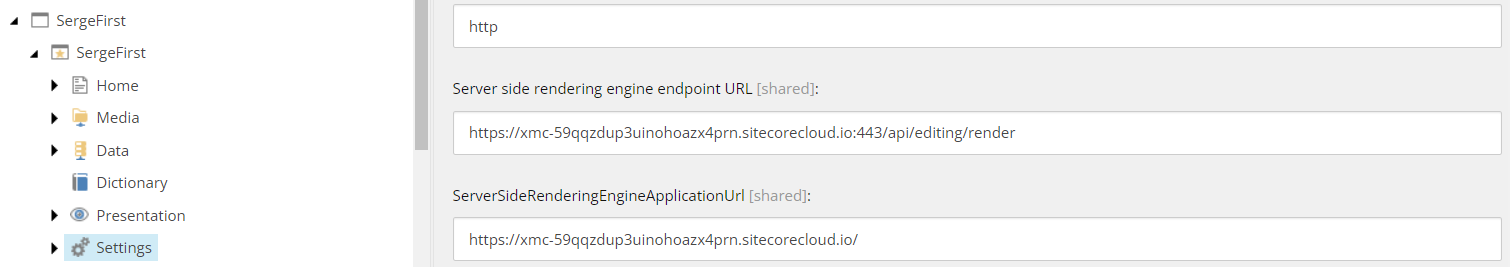 SergeFirst
SergeFirst
Home
Media
Data
Dictionary
Presentation
Settings
http
Server side rendering engine endpoint URL [shared]:
https://xmc-59qqzdup3uinohoazx4prn.sitecorecloud.io:443/api/editing/render
ServerSideRenderingEngineApplicationUrl [shared]:
https://xmc-59qqzdup3uinohoazx4prn.sitecorecloud.io/